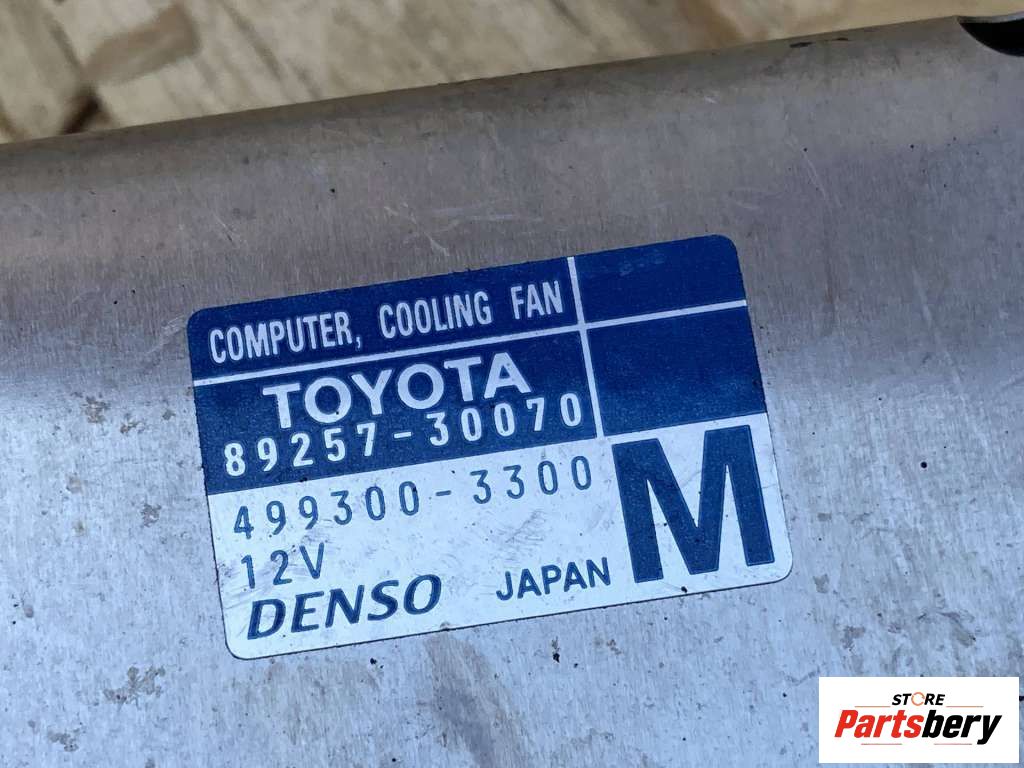 COMPUTER, COOLING FAN
TOYOTA
89257-30070
499300-3300
12V
DENSO JAPAN M
STORE
Partsbery